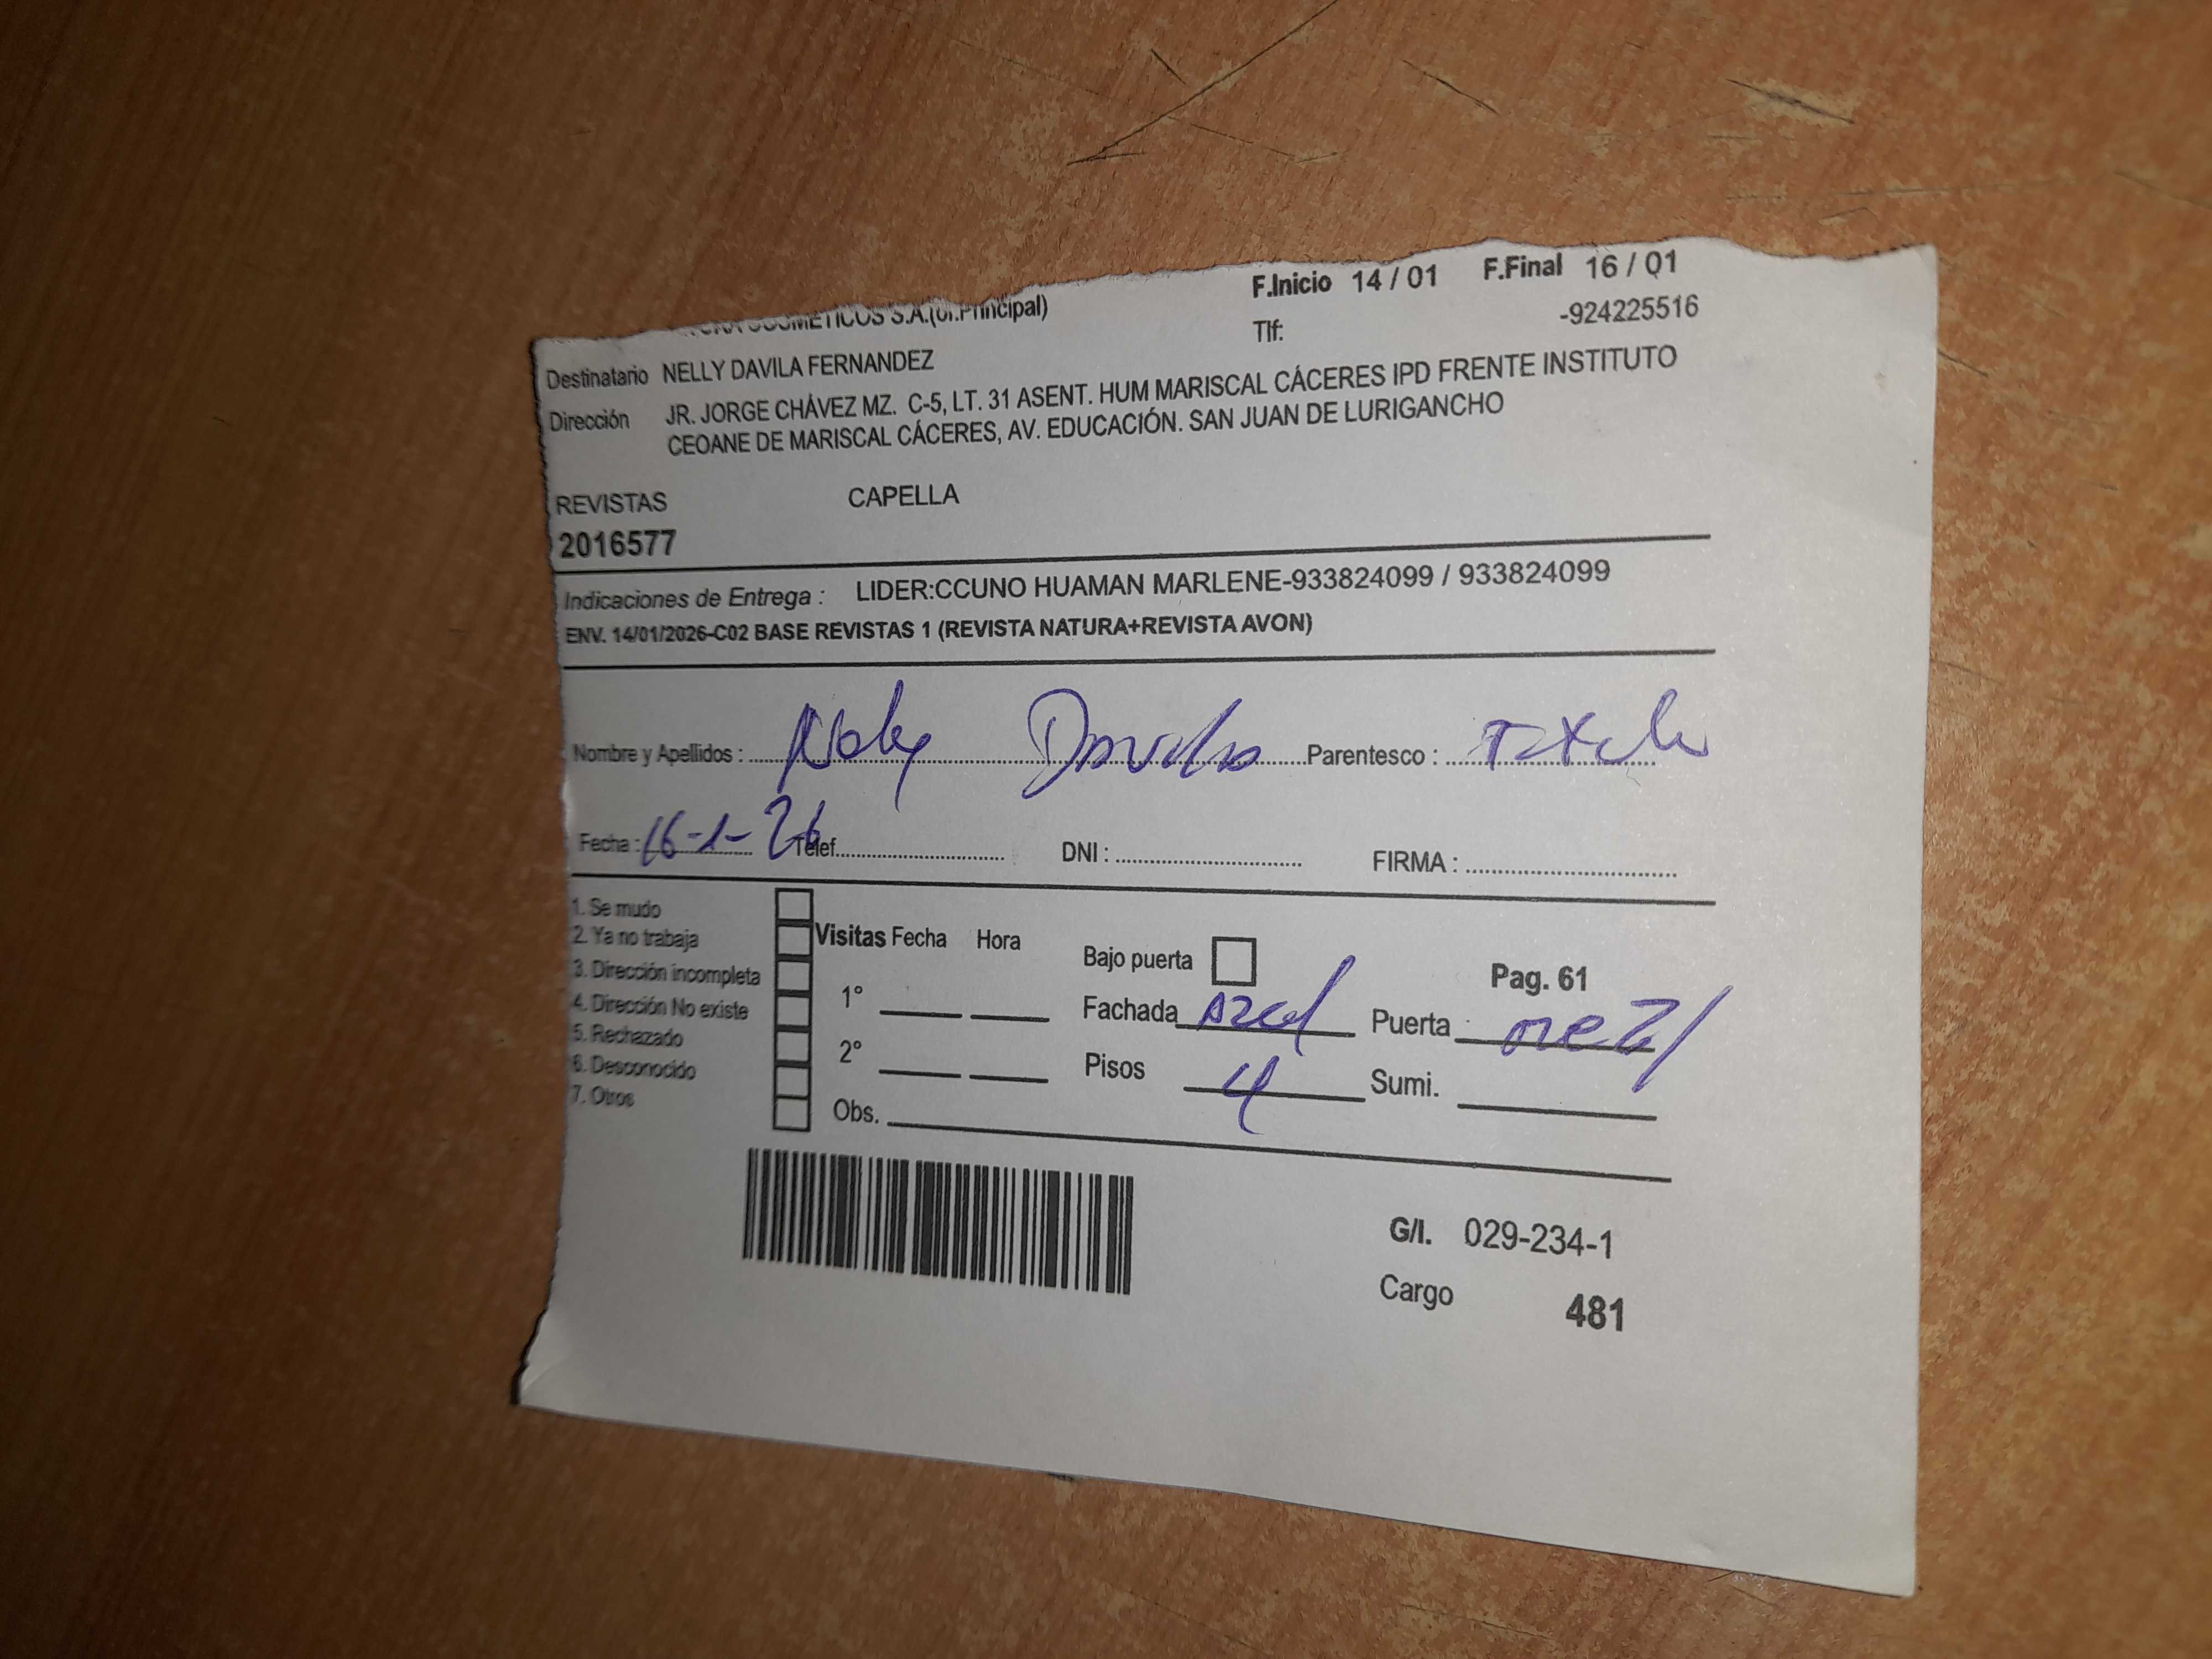 COSMETICOS S.A.(of.Principal) F.Inicio 14 / 01 F.Final 16 / 01
Tlf: -924225516
Destinatario NELLY DAVILA FERNANDEZ
Dirección JR. JORGE CHÁVEZ MZ. C-5, LT. 31 ASENT. HUM MARISCAL CÁCERES IPD FRENTE INSTITUTO
CEOANE DE MARISCAL CÁCERES, AV. EDUCACIÓN. SAN JUAN DE LURIGANCHO
REVISTAS CAPELLA
2016577
Indicaciones de Entrega : LIDER:CCUNO HUAMAN MARLENE-933824099 / 933824099
ENV. 14/01/2026-C02 BASE REVISTAS 1 (REVISTA NATURA+REVISTA AVON)
Nombre y Apellidos : Nely Davila Parentesco :
Fecha : 16-1-26 Telef. DNI : FIRMA :
1. Se mudo
2. Ya no trabaja
3. Dirección incompleta
4. Dirección No existe
5. Rechazado
6. Desconocido
7. Otros
Visitas Fecha Hora
1°
2°
Obs.
Bajo puerta Pag. 61
Fachada azul Puerta
Pisos 4 Sumi.
G/I. 029-234-1
Cargo 481